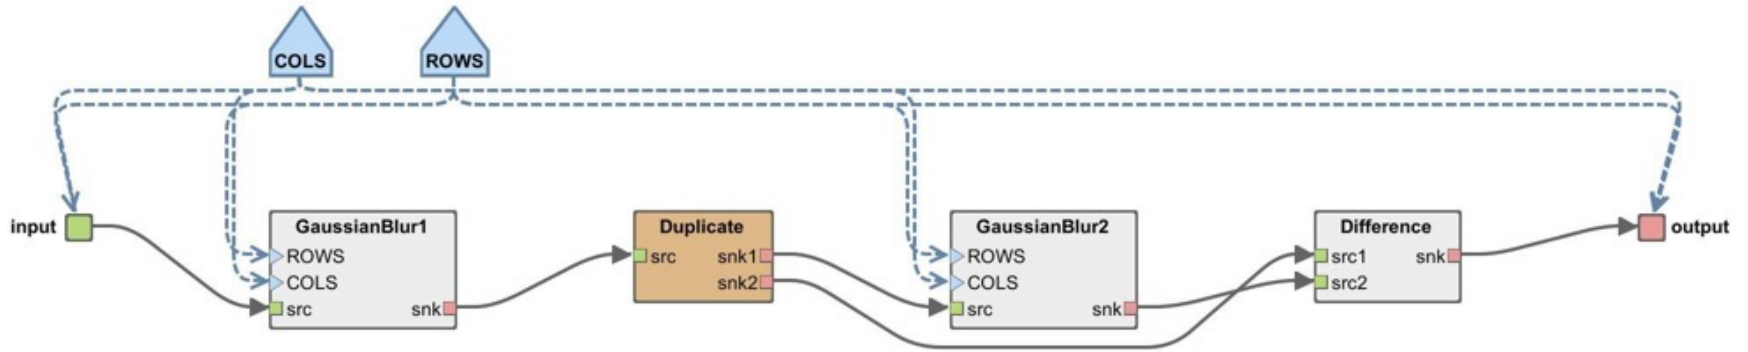 COLS
ROWS
input
GaussianBlur1
ROWS
COLS
src
snk
Duplicate
src
snk1
snk2
GaussianBlur2
ROWS
COLS
src
snk
Difference
src1
snk
src2
output